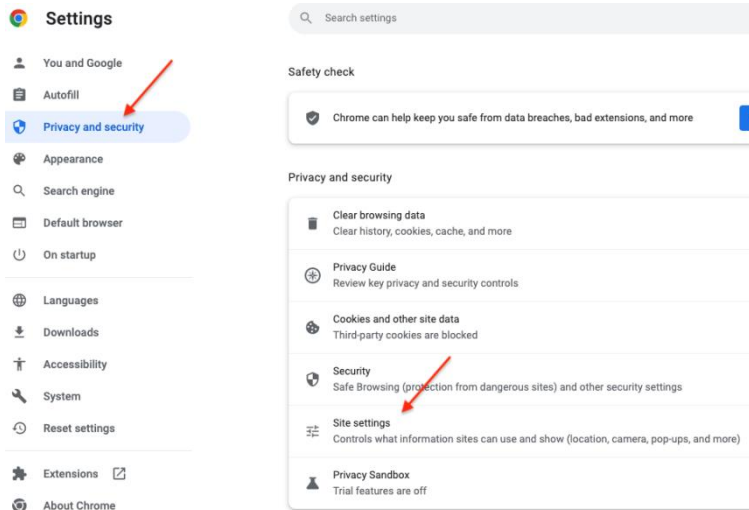 Settings
Search settings
You and Google
Autofill
Privacy and security
Appearance
Search engine
Default browser
On startup
Languages
Downloads
Accessibility
System
Reset settings
Extensions
About Chrome
Safety check
Chrome can help keep you safe from data breaches, bad extensions, and more
Privacy and security
Clear browsing data
Clear history, cookies, cache, and more
Privacy Guide
Review key privacy and security controls
Cookies and other site data
Third-party cookies are blocked
Security
Safe Browsing (protection from dangerous sites) and other security settings
Site settings
Controls what information sites can use and show (location, camera, pop-ups, and more)
Privacy Sandbox
Trial features are off